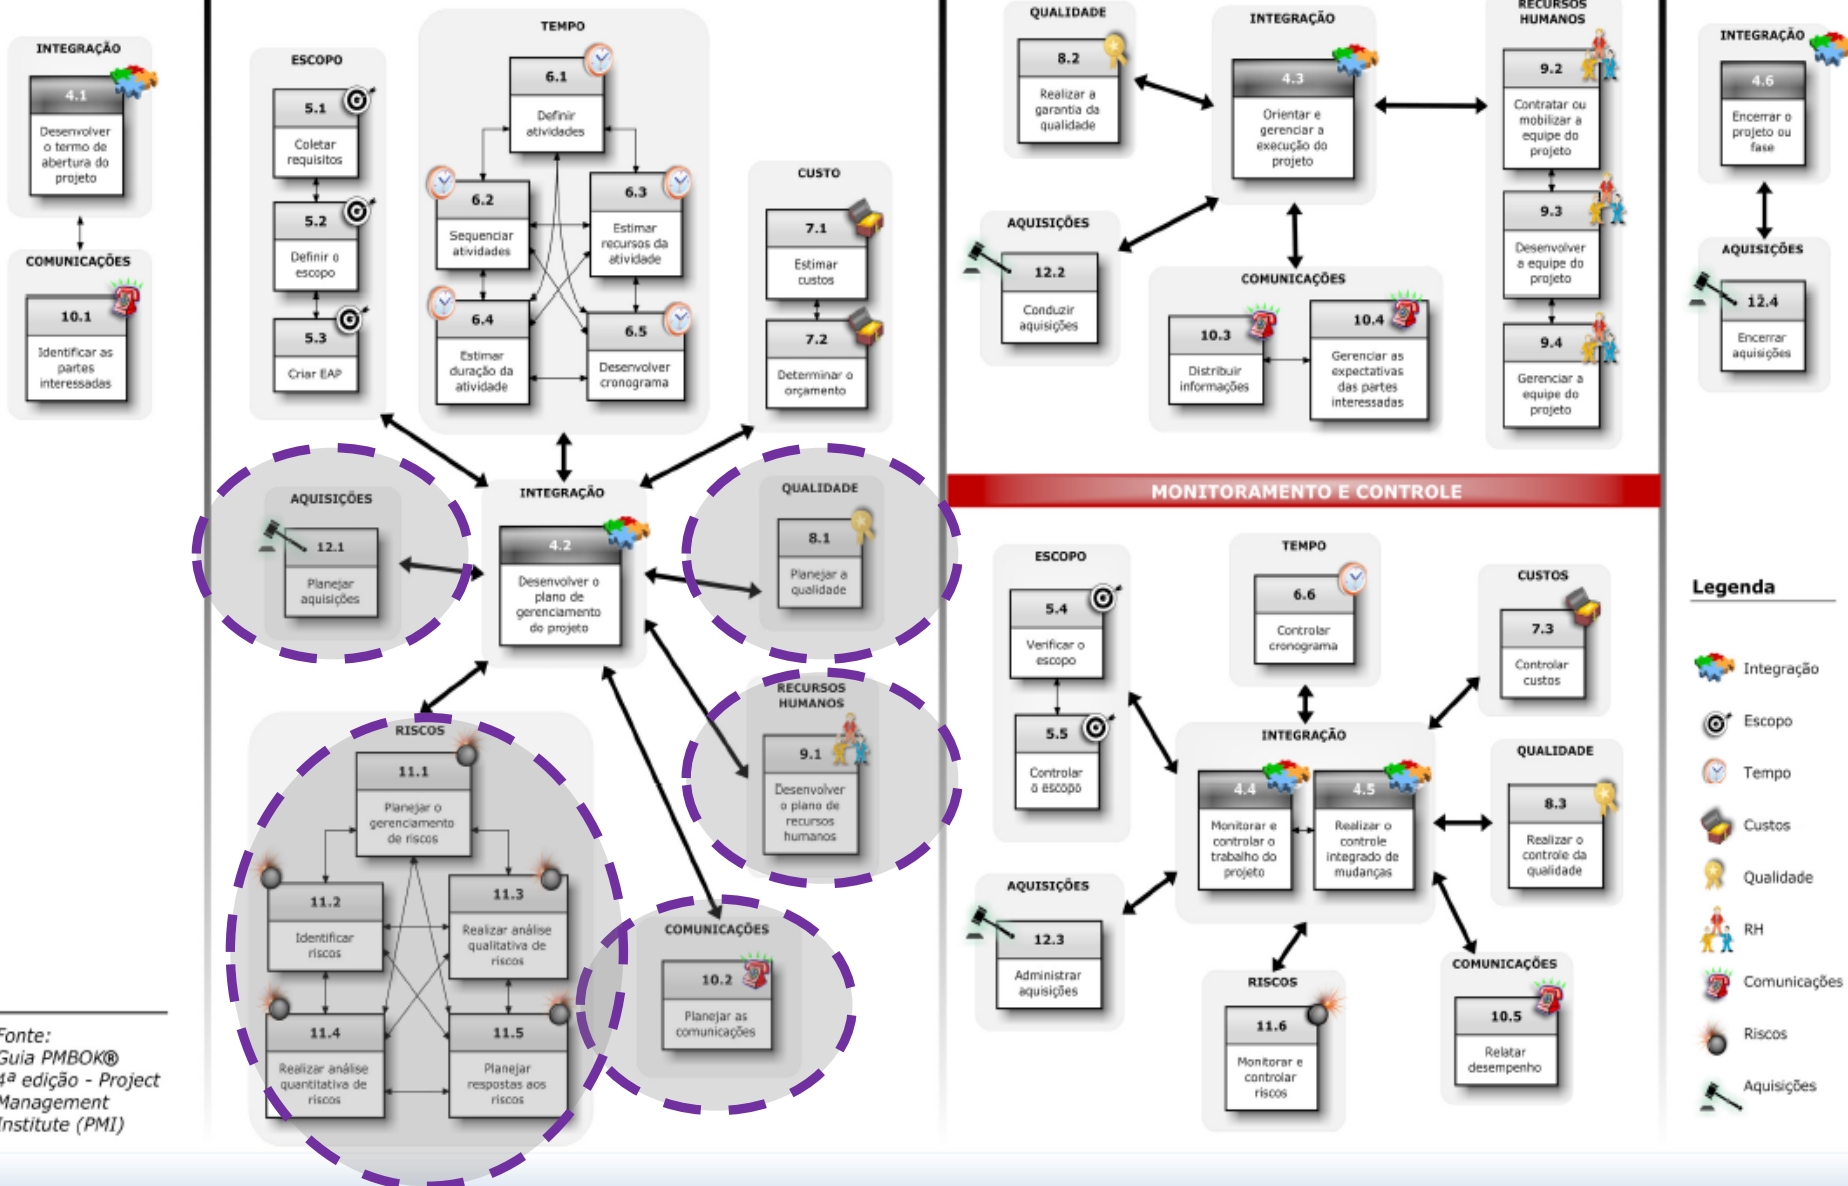 INTEGRAÇÃO
4.1
Desenvolver
o termo de
abertura do
projeto
COMUNICAÇÕES
10.1
Identificar as
partes
interessadas
Fonte:
Guia PMBOK®
4ª edição - Project
Management
Institute (PMI)
ESCOPO
5.1
Coletar
requisitos
5.2
Definir o
escopo
5.3
Criar EAP
TEMPO
6.1
Definir
atividades
6.2
Sequenciar
atividades
6.3
Estimar
recursos da
atividade
6.4
Estimar
duração da
atividade
6.5
Desenvolver
cronograma
CUSTO
7.1
Estimar
custos
7.2
Determinar o
orçamento
AQUISIÇÕES
12.1
Planejar
aquisições
INTEGRAÇÃO
4.2
Desenvolver o
plano de
gerenciamento
do projeto
QUALIDADE
8.1
Planejar a
qualidade
RECURSOS
HUMANOS
9.1
Desenvolver
o plano de
recursos
humanos
RISCOS
11.1
Planejar o
gerenciamento
de riscos
11.2
Identificar
riscos
11.3
Realizar análise
qualitativa de
riscos
11.4
Realizar análise
quantitativa de
riscos
11.5
Planejar
respostas aos
riscos
COMUNICAÇÕES
10.2
Planejar as
comunicações
QUALIDADE
8.2
Realizar a
garantia da
qualidade
INTEGRAÇÃO
4.3
Orientar e
gerenciar a
execução do
projeto
RECURSOS
HUMANOS
9.2
Contratar ou
mobilizar a
equipe do
projeto
9.3
Desenvolver
a equipe do
projeto
9.4
Gerenciar a
equipe do
projeto
AQUISIÇÕES
12.2
Conduzir
aquisições
COMUNICAÇÕES
10.3
Distribuir
informações
10.4
Gerenciar as
expectativas
das partes
interessadas
MONITORAMENTO E CONTROLE
ESCOPO
5.4
Verificar o
escopo
5.5
Controlar
o escopo
TEMPO
6.6
Controlar
cronograma
CUSTOS
7.3
Controlar
custos
INTEGRAÇÃO
4.4
Monitorar e
controlar o
trabalho do
projeto
4.5
Realizar o
controle
integrado de
mudanças
QUALIDADE
8.3
Realizar o
controle da
qualidade
AQUISIÇÕES
12.3
Administrar
aquisições
RISCOS
11.6
Monitorar e
controlar
riscos
COMUNICAÇÕES
10.5
Relatar
desempenho
INTEGRAÇÃO
4.6
Encerrar o
projeto ou
fase
AQUISIÇÕES
12.4
Encerrar
aquisições
Legenda
Integração
Escopo
Tempo
Custos
Qualidade
RH
Comunicações
Riscos
Aquisições